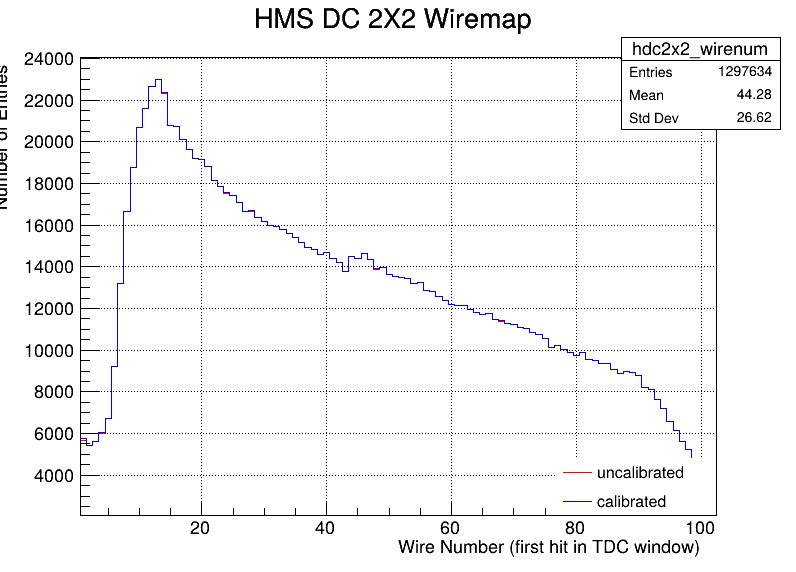 HMS DC 2X2 Wiremap
hdc2x2_wirenum
Entries 1297634
Mean 44.28
Std Dev 26.62
Number of Entries
24000
22000
20000
18000
16000
14000
12000
10000
8000
6000
4000
uncalibrated
calibrated
20 40 60 80 100
Wire Number (first hit in TDC window)